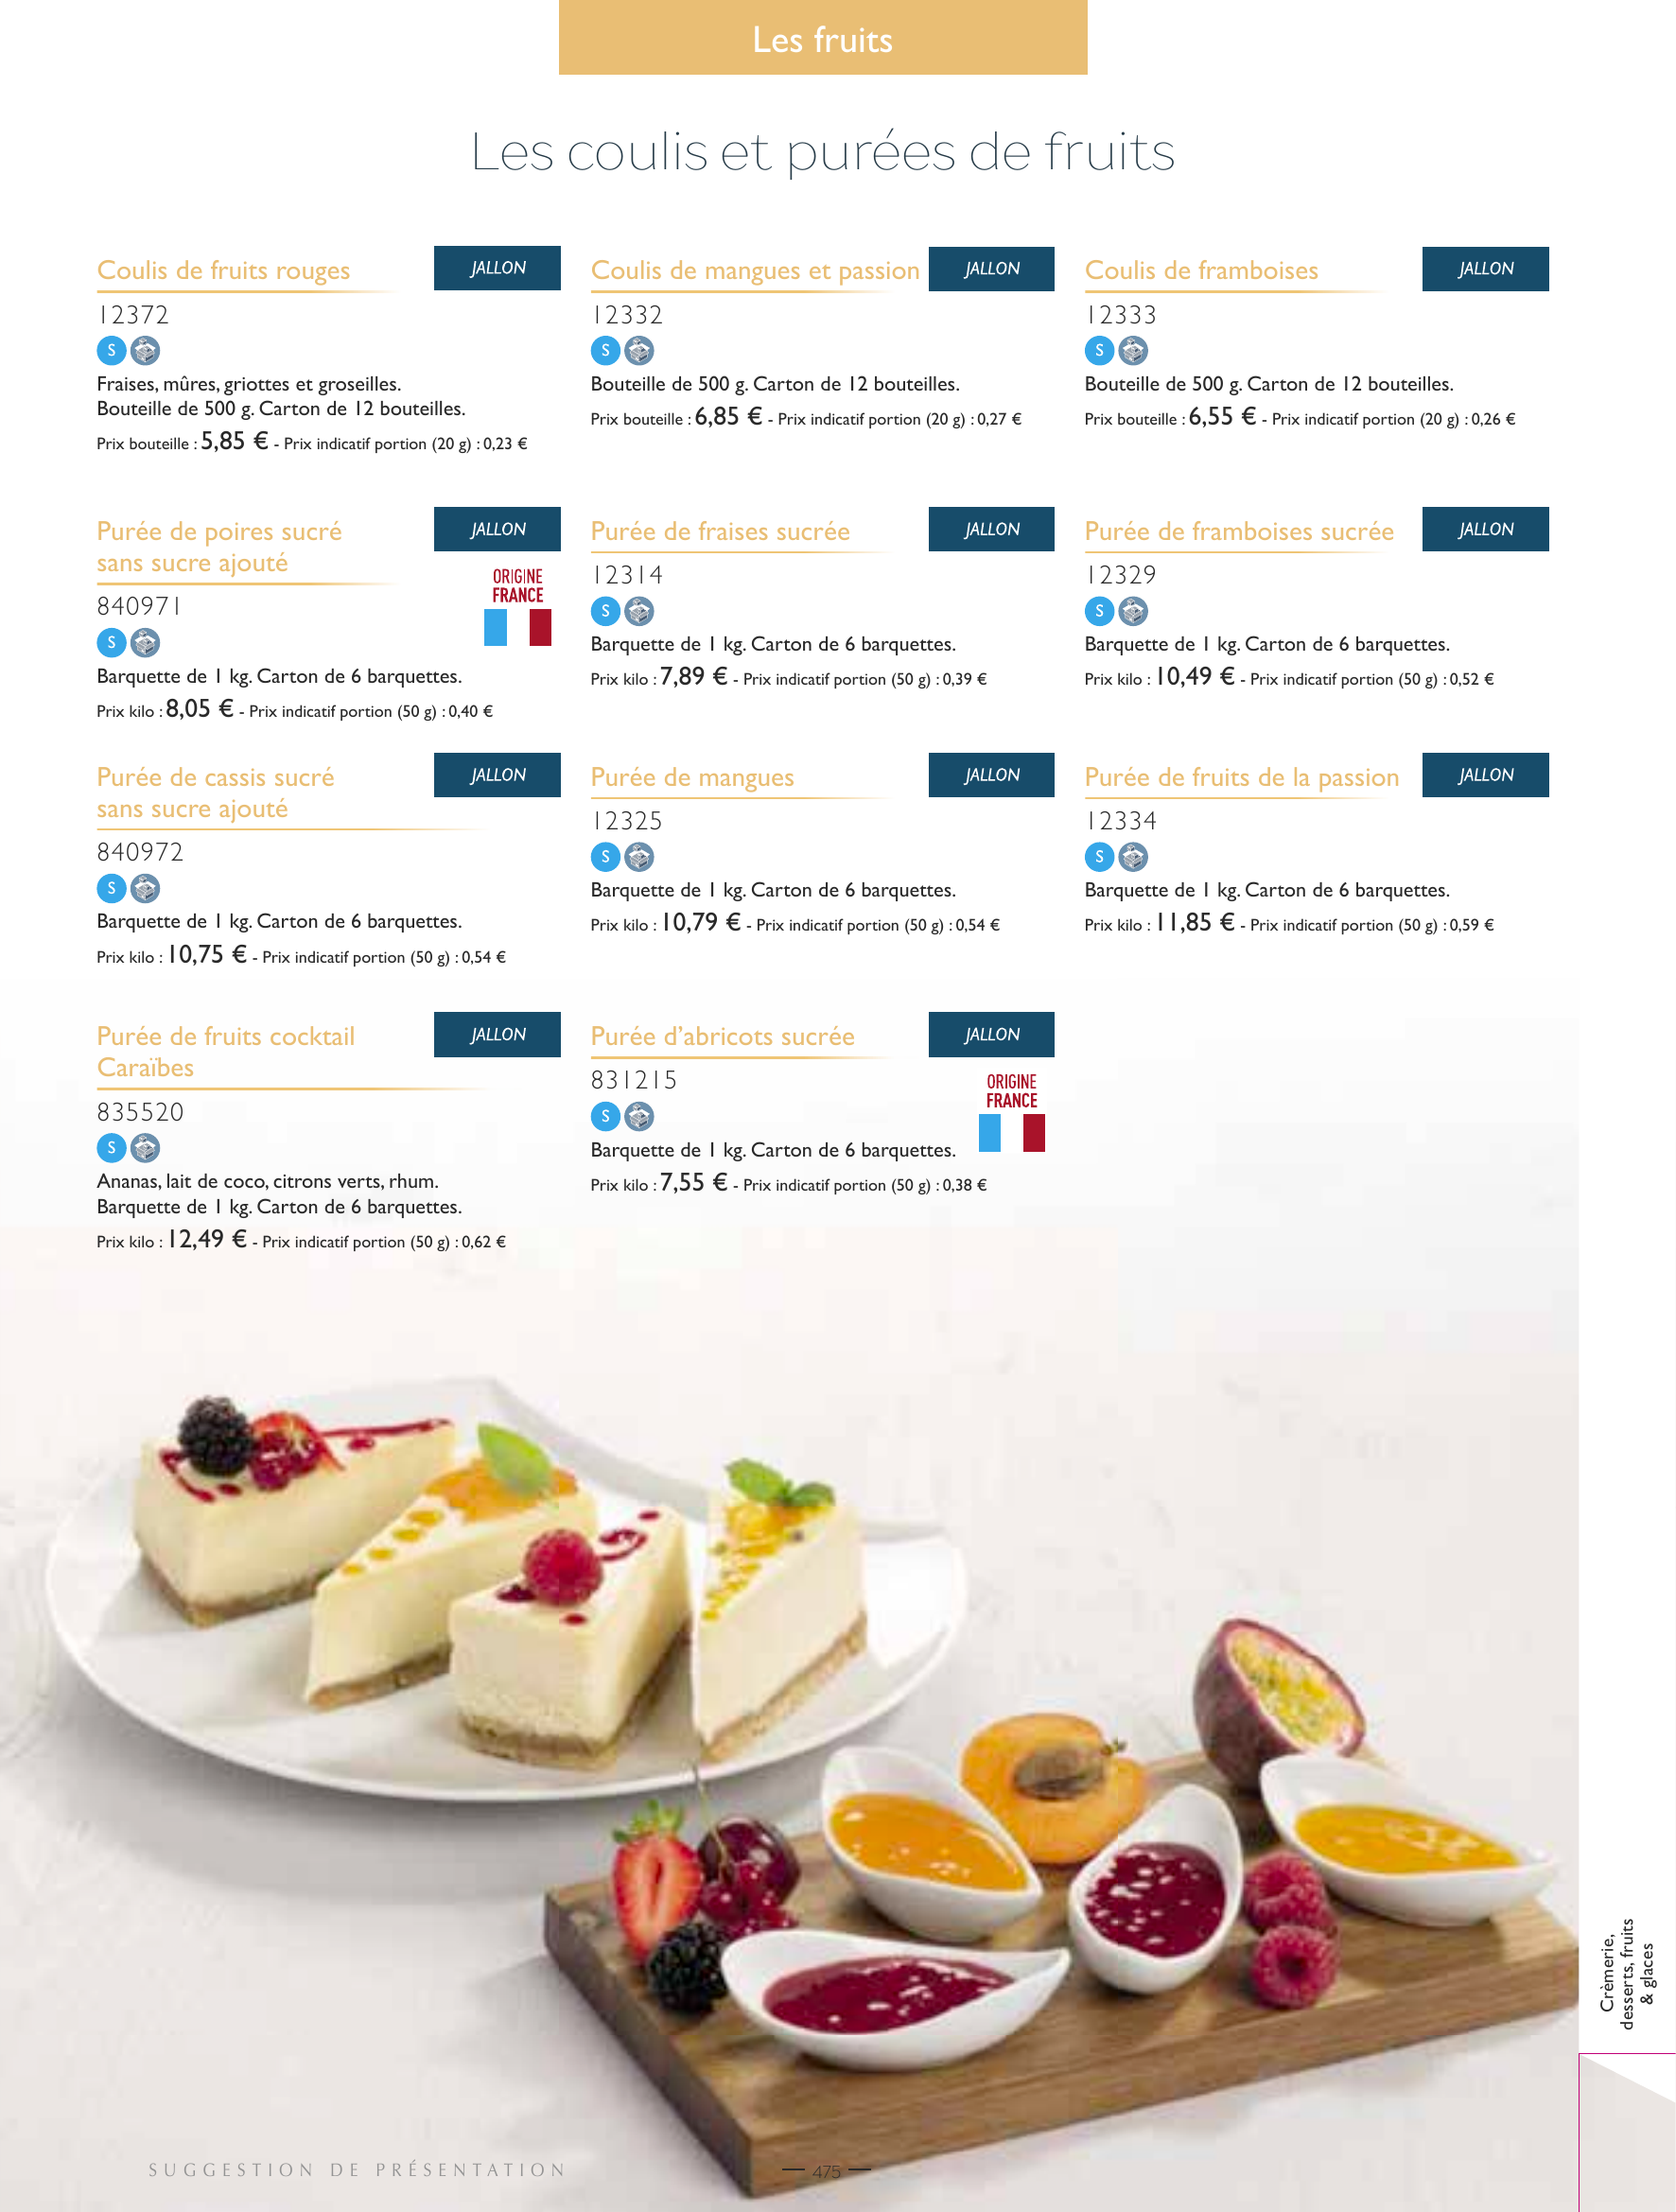 Les fruits
Les coulis et purées de fruits
Coulis de fruits rouges
JALLON
12372
S
Fraises, mûres, griottes et groseilles.
Bouteille de 500 g. Carton de 12 bouteilles.
Prix bouteille : 5,85 € - Prix indicatif portion (20 g) : 0,23 €
Coulis de mangues et passion
JALLON
12332
S
Bouteille de 500 g. Carton de 12 bouteilles.
Prix bouteille : 6,85 € - Prix indicatif portion (20 g) : 0,27 €
Coulis de framboises
JALLON
12333
S
Bouteille de 500 g. Carton de 12 bouteilles.
Prix bouteille : 6,55 € - Prix indicatif portion (20 g) : 0,26 €
Purée de poires sucré
sans sucre ajouté
JALLON
ORIGINE
FRANCE
840971
S
Barquette de 1 kg. Carton de 6 barquettes.
Prix kilo : 8,05 € - Prix indicatif portion (50 g) : 0,40 €
Purée de fraises sucrée
JALLON
12314
S
Barquette de 1 kg. Carton de 6 barquettes.
Prix kilo : 7,89 € - Prix indicatif portion (50 g) : 0,39 €
Purée de framboises sucrée
JALLON
12329
S
Barquette de 1 kg. Carton de 6 barquettes.
Prix kilo : 10,49 € - Prix indicatif portion (50 g) : 0,52 €
Purée de cassis sucré
sans sucre ajouté
JALLON
840972
S
Barquette de 1 kg. Carton de 6 barquettes.
Prix kilo : 10,75 € - Prix indicatif portion (50 g) : 0,54 €
Purée de mangues
JALLON
12325
S
Barquette de 1 kg. Carton de 6 barquettes.
Prix kilo : 10,79 € - Prix indicatif portion (50 g) : 0,54 €
Purée de fruits de la passion
JALLON
12334
S
Barquette de 1 kg. Carton de 6 barquettes.
Prix kilo : 11,85 € - Prix indicatif portion (50 g) : 0,59 €
Purée de fruits cocktail
Caraïbes
JALLON
835520
S
Ananas, lait de coco, citrons verts, rhum.
Barquette de 1 kg. Carton de 6 barquettes.
Prix kilo : 12,49 € - Prix indicatif portion (50 g) : 0,62 €
Purée d’abricots sucrée
JALLON
831215
ORIGINE
FRANCE
S
Barquette de 1 kg. Carton de 6 barquettes.
Prix kilo : 7,55 € - Prix indicatif portion (50 g) : 0,38 €
Crèmerie,
desserts, fruits
& glaces
SUGGESTION DE PRÉSENTATION
— 475 —